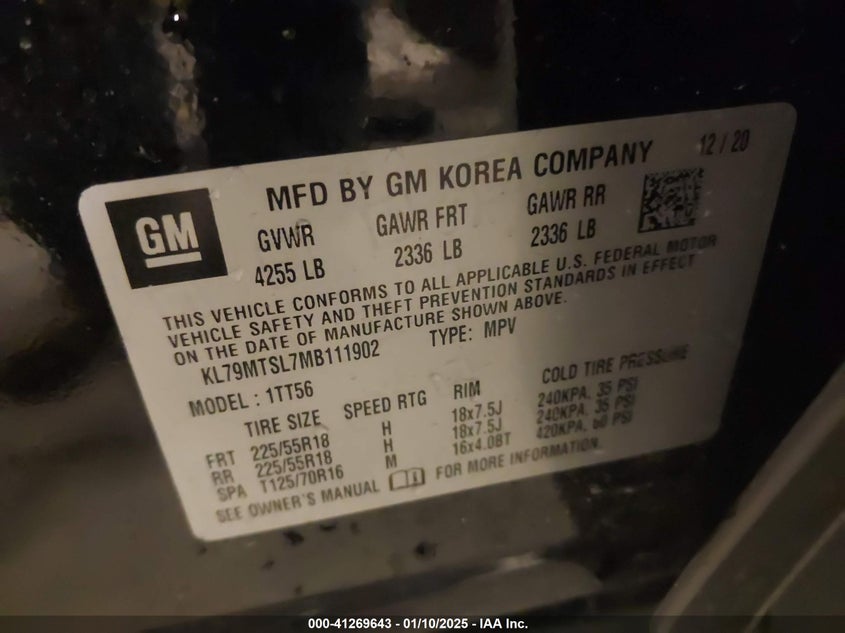 GM
MFD BY GM KOREA COMPANY 12 / 20
GVWR GAWR FRT GAWR RR
4255 LB 2336 LB 2336 LB
THIS VEHICLE CONFORMS TO ALL APPLICABLE U.S. FEDERAL MOTOR
VEHICLE SAFETY AND THEFT PREVENTION STANDARDS IN EFFECT
ON THE DATE OF MANUFACTURE SHOWN ABOVE.
KL79MTSL7MB111902 TYPE: MPV
MODEL : 1TT56
TIRE SIZE SPEED RTG RIM COLD TIRE PRESSURE
FRT 225/55R18 H 18x7.5J 240KPA, 35 PSI
RR 225/55R18 H 18x7.5J 240KPA, 35 PSI
SPA T125/70R16 M 16x4.0BT 420KPA, 60 PSI
SEE OWNER'S MANUAL FOR MORE INFORMATION.
000-41269643 - 01/10/2025 - IAA Inc.